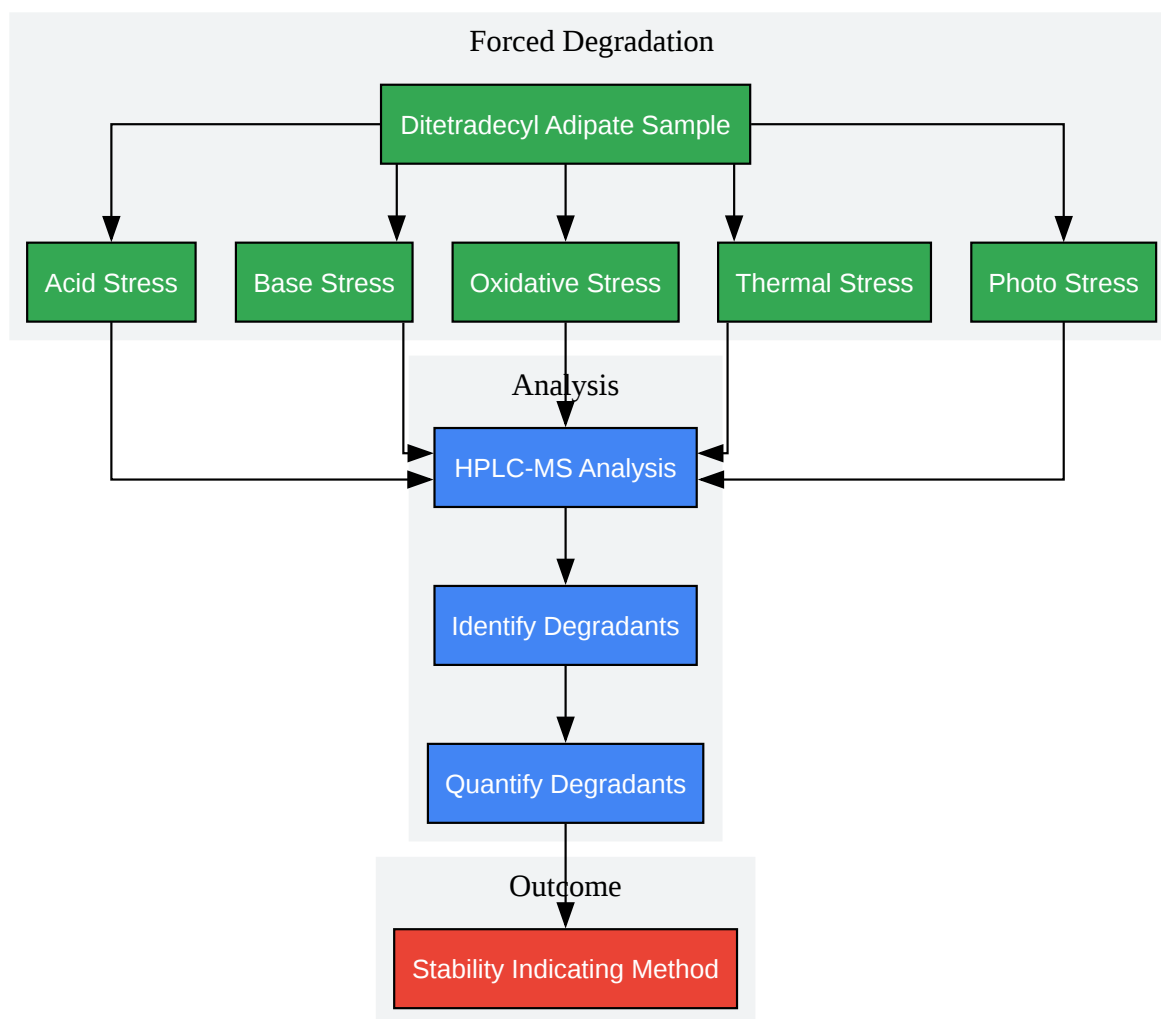 Forced Degradation
Ditetradecyl Adipate Sample
Acid Stress
Base Stress
Oxidative Stress
Thermal Stress
Photo Stress
Analysis
HPLC-MS Analysis
Identify Degradants
Quantify Degradants
Outcome
Stability Indicating Method